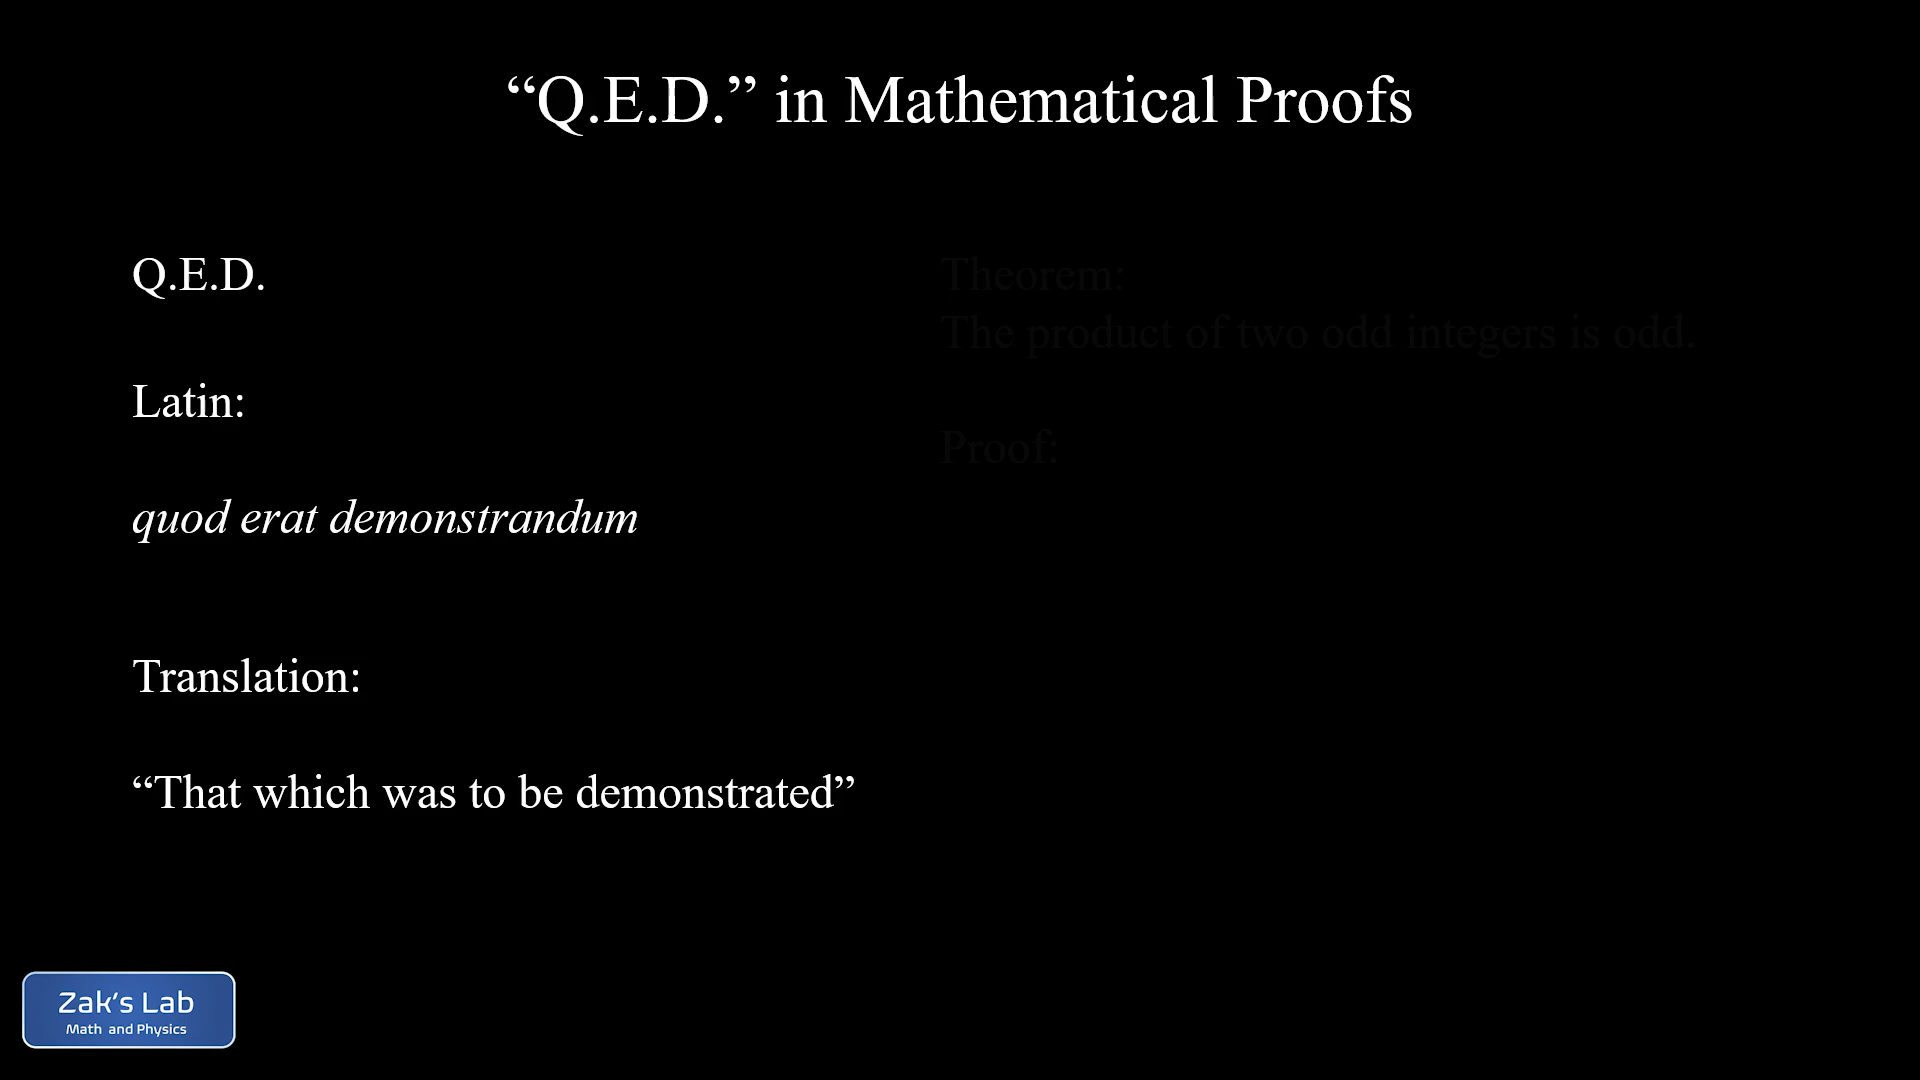 “Q.E.D.” in Mathematical Proofs
Q.E.D.
Latin:
quod erat demonstrandum
Translation:
“That which was to be demonstrated”
Theorem:
The product of two odd integers is odd.
Proof:
Zak's Lab
Math and Physics